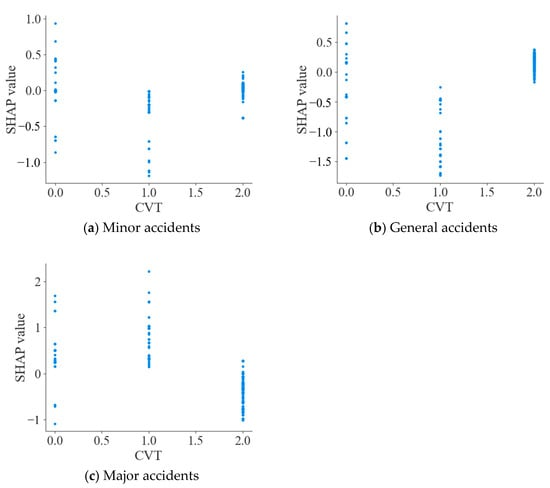 1.0
0.5
0.0
−0.5
−1.0
SHAP value
0.0 0.5 1.0 1.5 2.0
CVT
(a) Minor accidents
0.5
0.0
−0.5
−1.0
−1.5
SHAP value
0.0 0.5 1.0 1.5 2.0
CVT
(b) General accidents
2
1
0
−1
SHAP value
0.0 0.5 1.0 1.5 2.0
CVT
(c) Major accidents